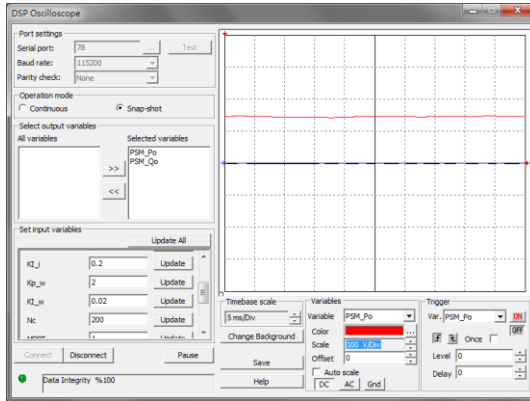 DSP Oscilloscope
Port settings
Serial port: 78 ... Test
Baud rate: 115200
Parity check: None
Operation mode
Continuous Snap-shot
Select output variables
All variables Selected variables
PSM_Po
PSM_Qo
>>
<<
Set input variables
Update All
KI_j 0.2 Update
Kp_w 2 Update
KI_w 0.02 Update
Nc 200 Update
Connect Disconnect Pause
Data Integrity %100
Timebase scale
5 ms/Div
Change Background
Save
Help
Variables
Variable PSM_Po
Color ...
Scale 100 V/Div
Offset 0
Auto scale
DC AC Gnd
Trigger
Var. PSM_Po ON
OFF
Once
Level 0
Delay 0